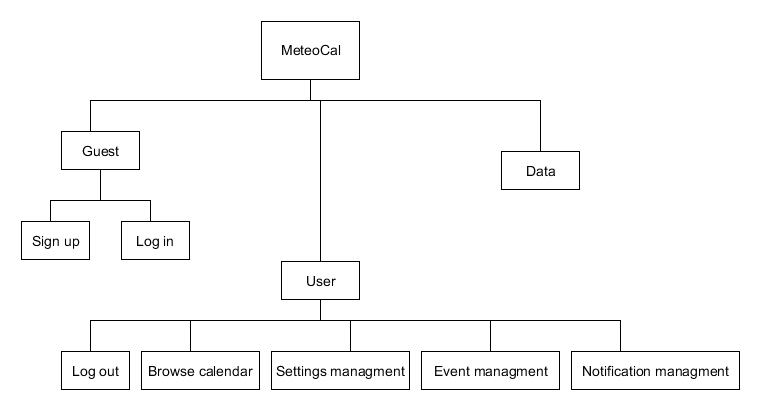 MeteoCal
Guest
Data
Sign up
Log in
User
Log out
Browse calendar
Settings managment
Event managment
Notification managment